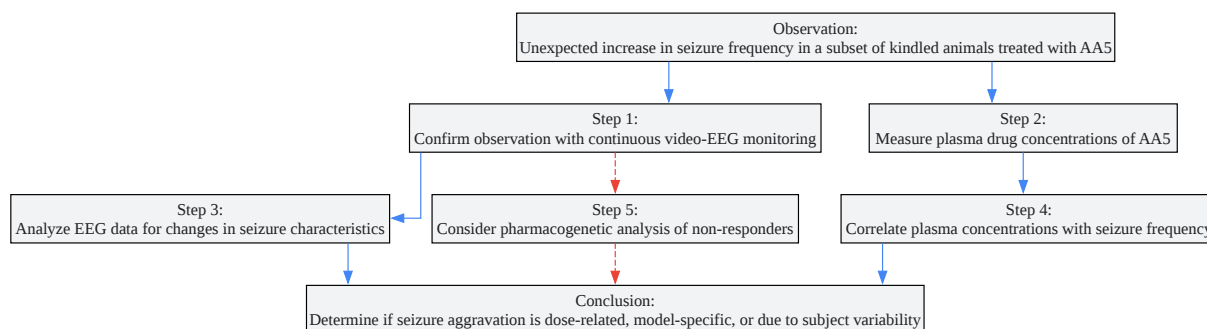 Observation:
Unexpected increase in seizure frequency in a subset of kindled animals treated with AA5
Step 1:
Confirm observation with continuous video-EEG monitoring
Step 2:
Measure plasma drug concentrations of AA5
Step 3:
Analyze EEG data for changes in seizure characteristics
Step 5:
Consider pharmacogenetic analysis of non-responders
Step 4:
Correlate plasma concentrations with seizure frequency
Conclusion:
Determine if seizure aggravation is dose-related, model-specific, or due to subject variability